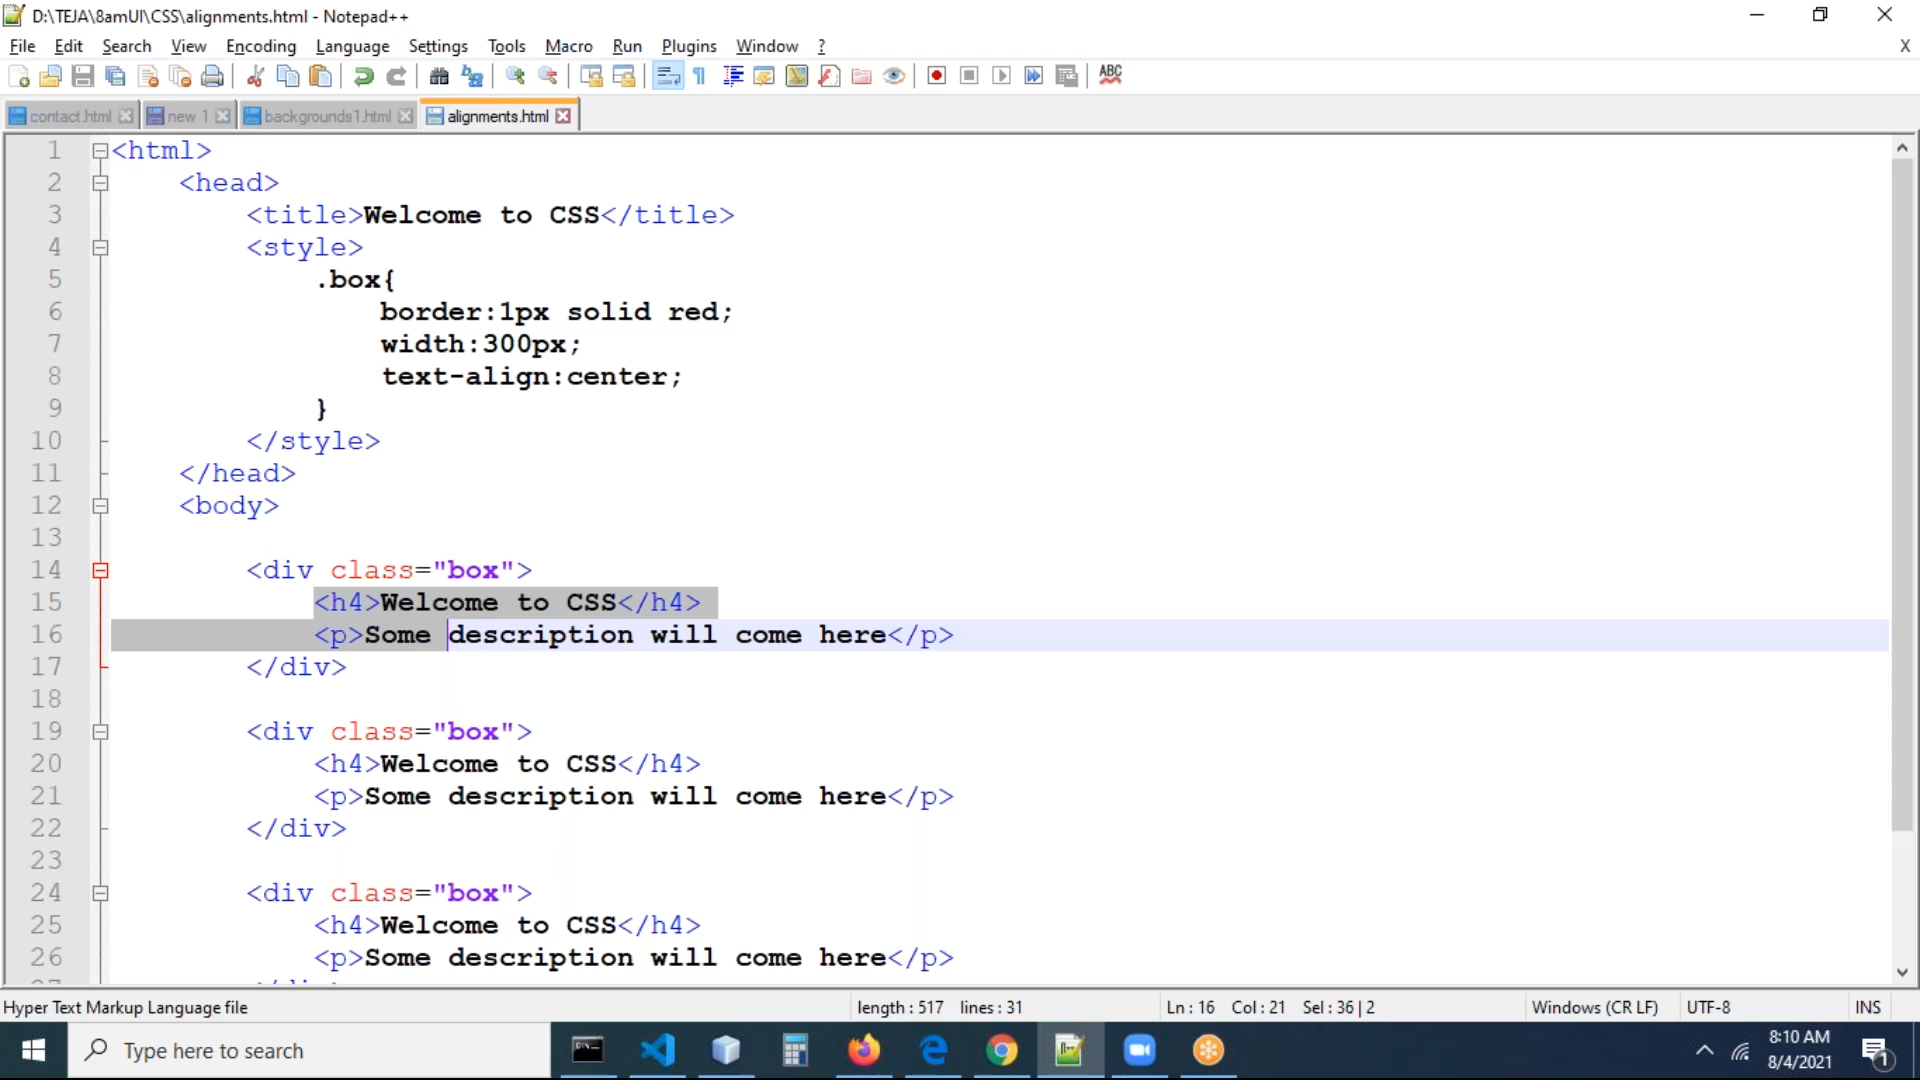 D:\TEJA\8amUI\CSS\alignments.html - Notepad++
File Edit Search View Encoding Language Settings Tools Macro Run Plugins Window ? X
ABC
contact.html new 1 backgrounds1.html alignments.html
1 <html>
2 <head>
3 <title>Welcome to CSS</title>
4 <style>
5 .box{
6 border:1px solid red;
7 width:300px;
8 text-align:center;
9 }
10 </style>
11 </head>
12 <body>
13
14 <div class="box">
15 <h4>Welcome to CSS</h4>
16 <p>Some description will come here</p>
17 </div>
18
19 <div class="box">
20 <h4>Welcome to CSS</h4>
21 <p>Some description will come here</p>
22 </div>
23
24 <div class="box">
25 <h4>Welcome to CSS</h4>
26 <p>Some description will come here</p>
Hyper Text Markup Language file length : 517 lines : 31 Ln : 16 Col : 21 Sel : 36 | 2 Windows (CR LF) UTF-8 INS
Type here to search
8:10 AM
8/4/2021
1